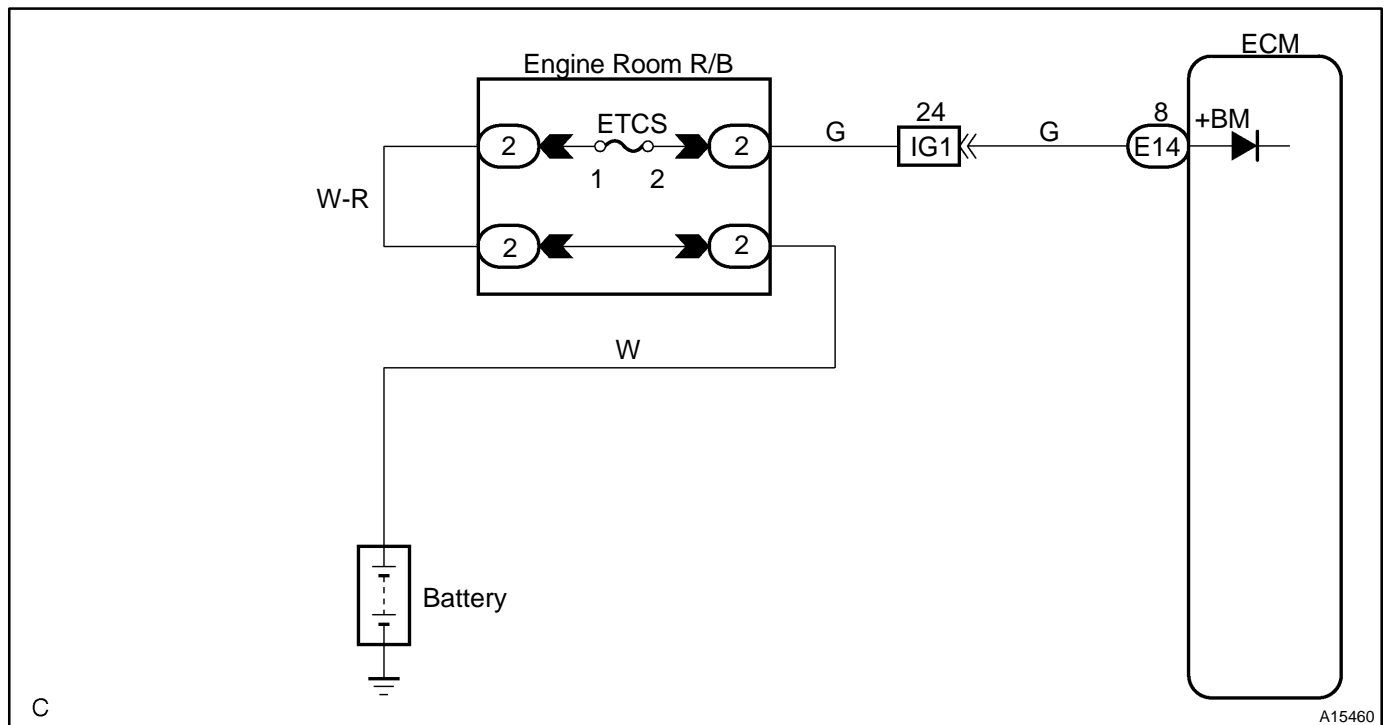 ECM
Engine Room R/B
ETCS
24
8
+BM
2
2
G
IG1
G
E14
1 2
W-R
2
2
W
Battery
C
A15460